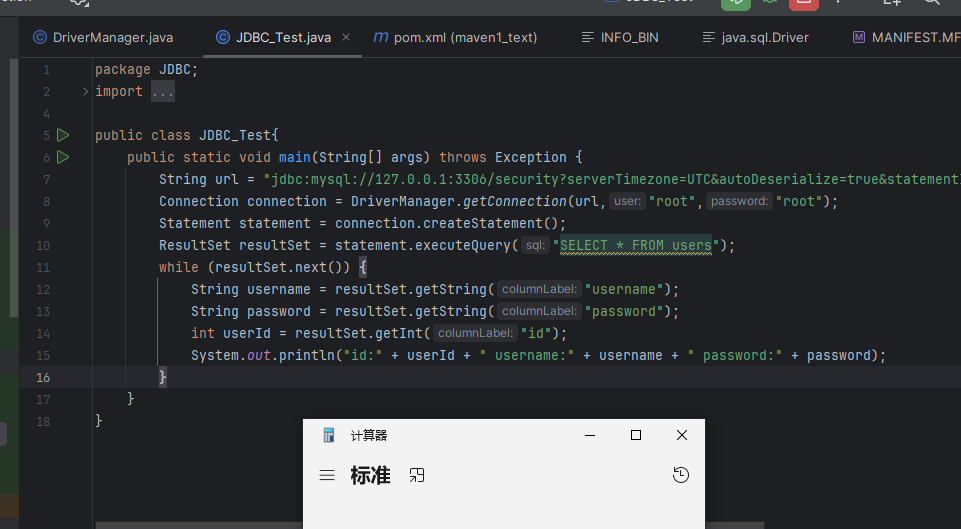 DriverManager.java JDBC_Test.java pom.xml (maven1_text) INFO_BIN java.sql.Driver MANIFEST.MF
1 package JDBC;
2 import ...
4
5 public class JDBC_Test{
6 public static void main(String[] args) throws Exception {
7 String url = "jdbc:mysql://127.0.0.1:3306/security?serverTimezone=UTC&autoDeserialize=true&statement
8 Connection connection = DriverManager.getConnection(url, user: "root", password: "root");
9 Statement statement = connection.createStatement();
10 ResultSet resultSet = statement.executeQuery( sql: "SELECT * FROM users");
11 while (resultSet.next()) {
12 String username = resultSet.getString( columnLabel: "username");
13 String password = resultSet.getString( columnLabel: "password");
14 int userId = resultSet.getInt( columnLabel: "id");
15 System.out.println("id:" + userId + " username:" + username + " password:" + password);
16 }
17 }
18 }
计算器
标准